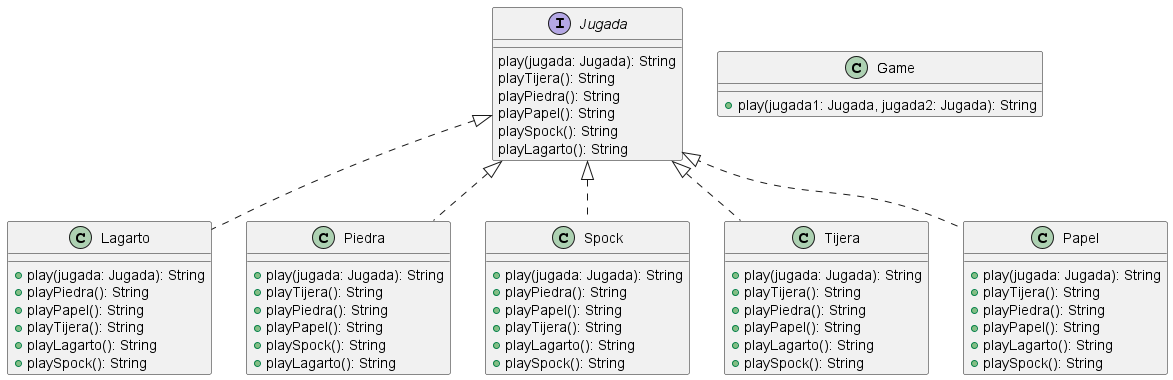 I Jugada
play(jugada: Jugada): String
playTijera(): String
playPiedra(): String
playPapel(): String
playSpock(): String
playLagarto(): String
C Game
play(jugada1: Jugada, jugada2: Jugada): String
C Lagarto
play(jugada: Jugada): String
playPiedra(): String
playPapel(): String
playTijera(): String
playLagarto(): String
playSpock(): String
C Piedra
play(jugada: Jugada): String
playTijera(): String
playPiedra(): String
playPapel(): String
playSpock(): String
playLagarto(): String
C Spock
play(jugada: Jugada): String
playPiedra(): String
playPapel(): String
playTijera(): String
playLagarto(): String
playSpock(): String
C Tijera
play(jugada: Jugada): String
playTijera(): String
playPiedra(): String
playPapel(): String
playLagarto(): String
playSpock(): String
C Papel
play(jugada: Jugada): String
playTijera(): String
playPiedra(): String
playPapel(): String
playLagarto(): String
playSpock(): String